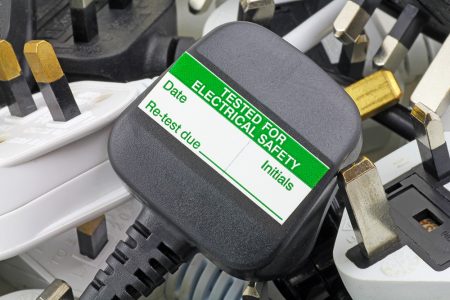 TESTED FOR
ELECTRICAL SAFETY
Date Initials
Re-test due